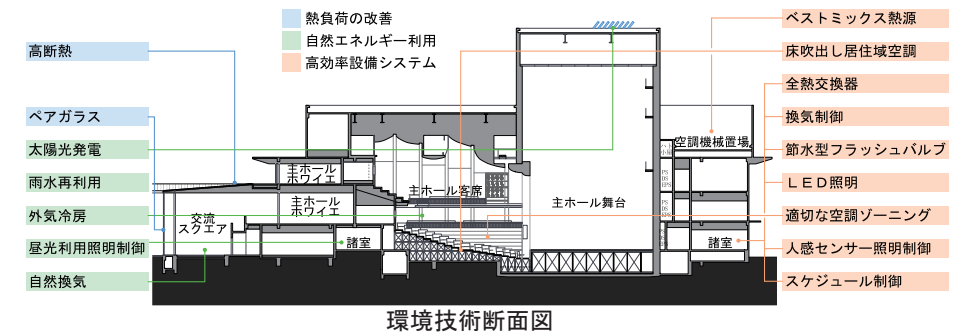 熱負荷の改善
自然エネルギー利用
高効率設備システム
高断熱
ペアガラス
太陽光発電
雨水再利用
外気冷房
昼光利用照明制御
自然換気
ベストミックス熱源
床吹出し居住域空調
全熱交換器
換気制御
節水型フラッシュバルブ
ＬＥＤ照明
適切な空調ゾーニング
人感センサー照明制御
スケジュール制御
空調機械置場
主ホール
ホワイエ
主ホール客席
主ホール
ホワイエ
主ホール舞台
交流
スクエア
諸室
諸室
PS
DS
EPS
PS
DS
EPS
環境技術断面図